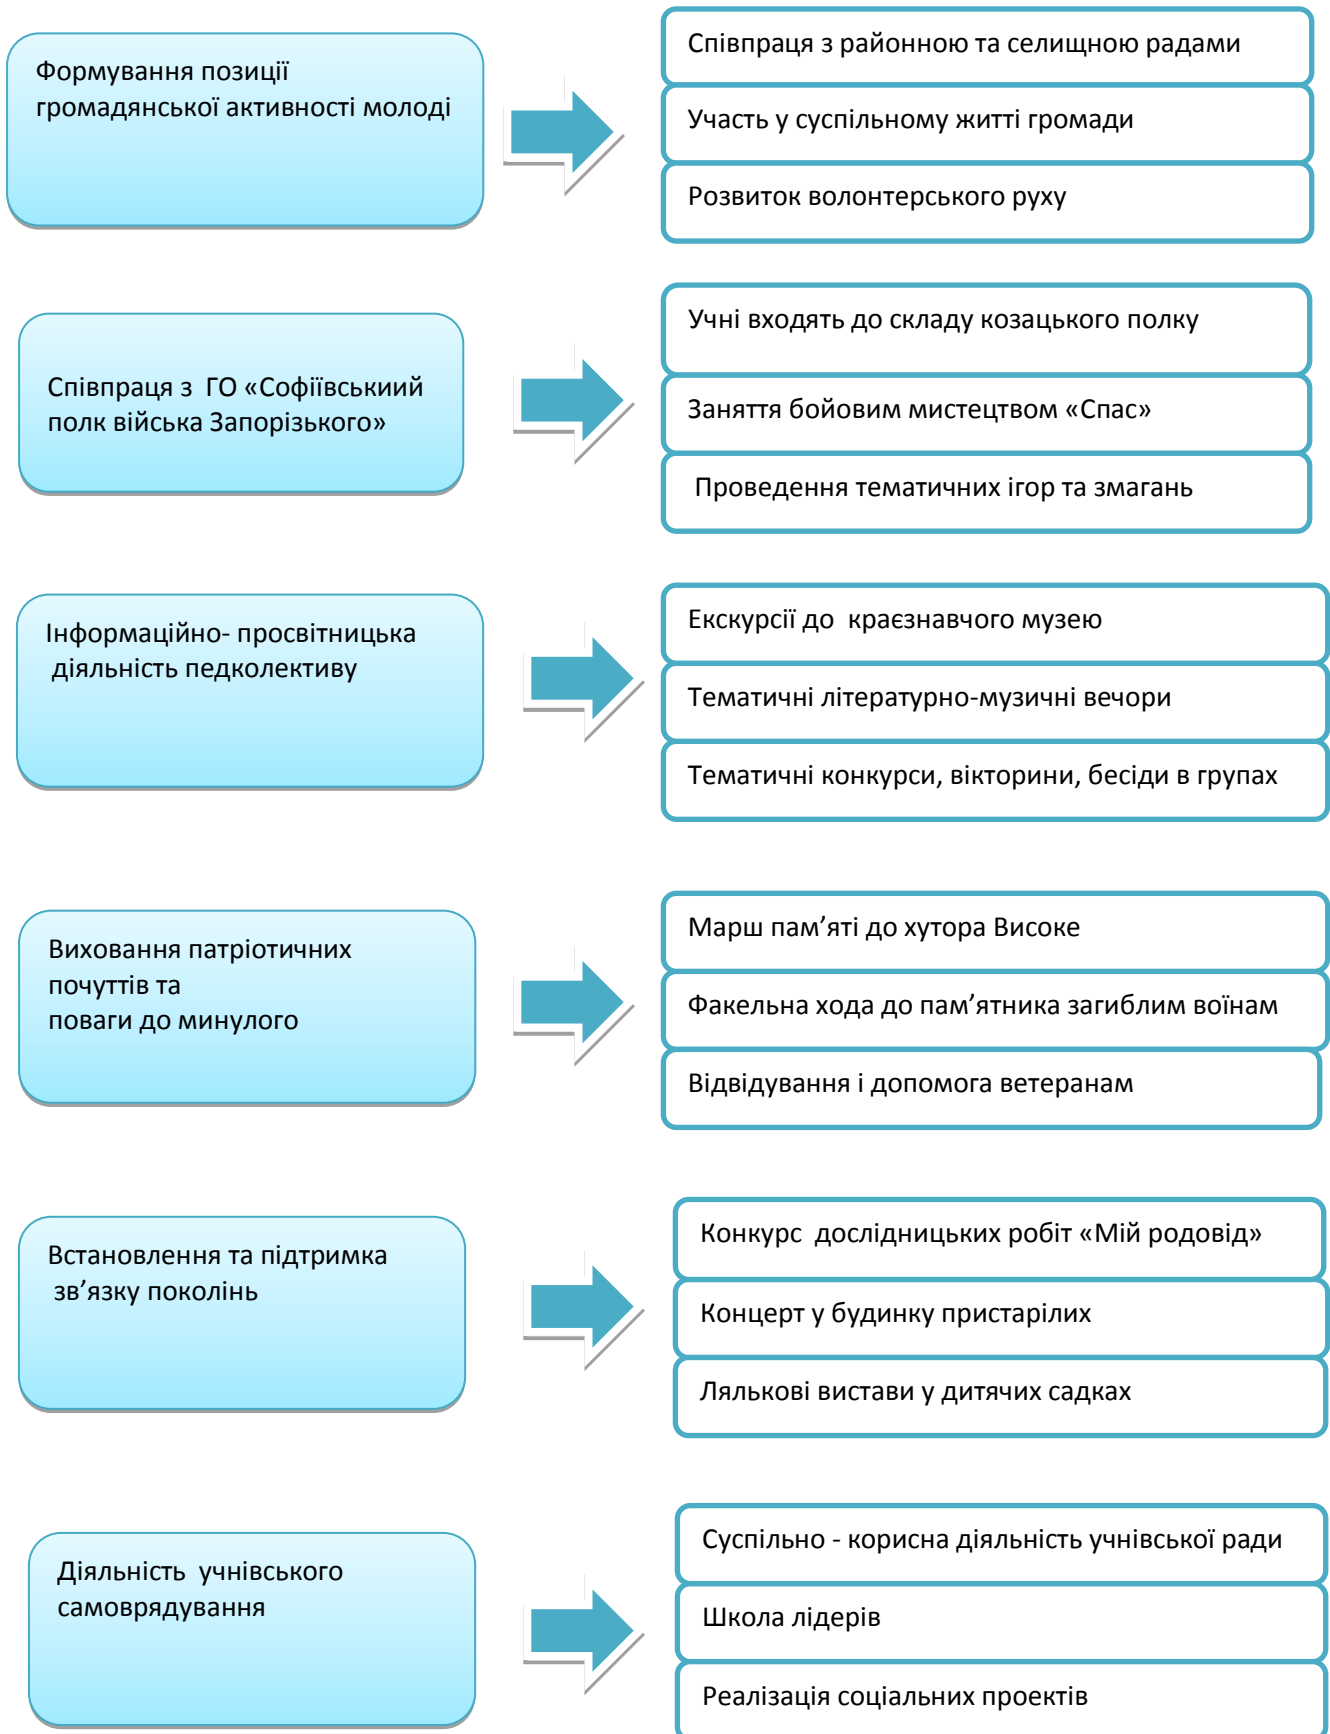 Формування позиції
громадянської активності молоді
Співпраця з районною та селищною радами
Участь у суспільному житті громади
Розвиток волонтерського руху
Співпраця з ГО «Софіївськиий
полк війська Запорізького»
Учні входять до складу козацького полку
Заняття бойовим мистецтвом «Спас»
Проведення тематичних ігор та змагань
Інформаційно- просвітницька
діяльність педколективу
Екскурсії до краєзнавчого музею
Тематичні літературно-музичні вечори
Тематичні конкурси, вікторини, бесіди в групах
Виховання патріотичних
почуттів та
поваги до минулого
Марш пам’яті до хутора Високе
Факельна хода до пам’ятника загиблим воїнам
Відвідування і допомога ветеранам
Встановлення та підтримка
зв’язку поколінь
Конкурс дослідницьких робіт «Мій родовід»
Концерт у будинку пристарілих
Лялькові вистави у дитячих садках
Діяльність учнівського
самоврядування
Суспільно - корисна діяльність учнівської ради
Школа лідерів
Реалізація соціальних проектів